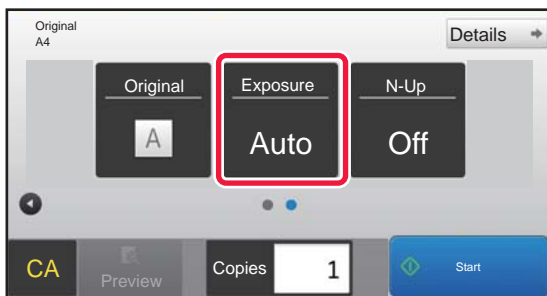 Original
A4
Details
Original
Exposure
N-Up
A
Auto
Off
CA
Preview
Copies
1
Start